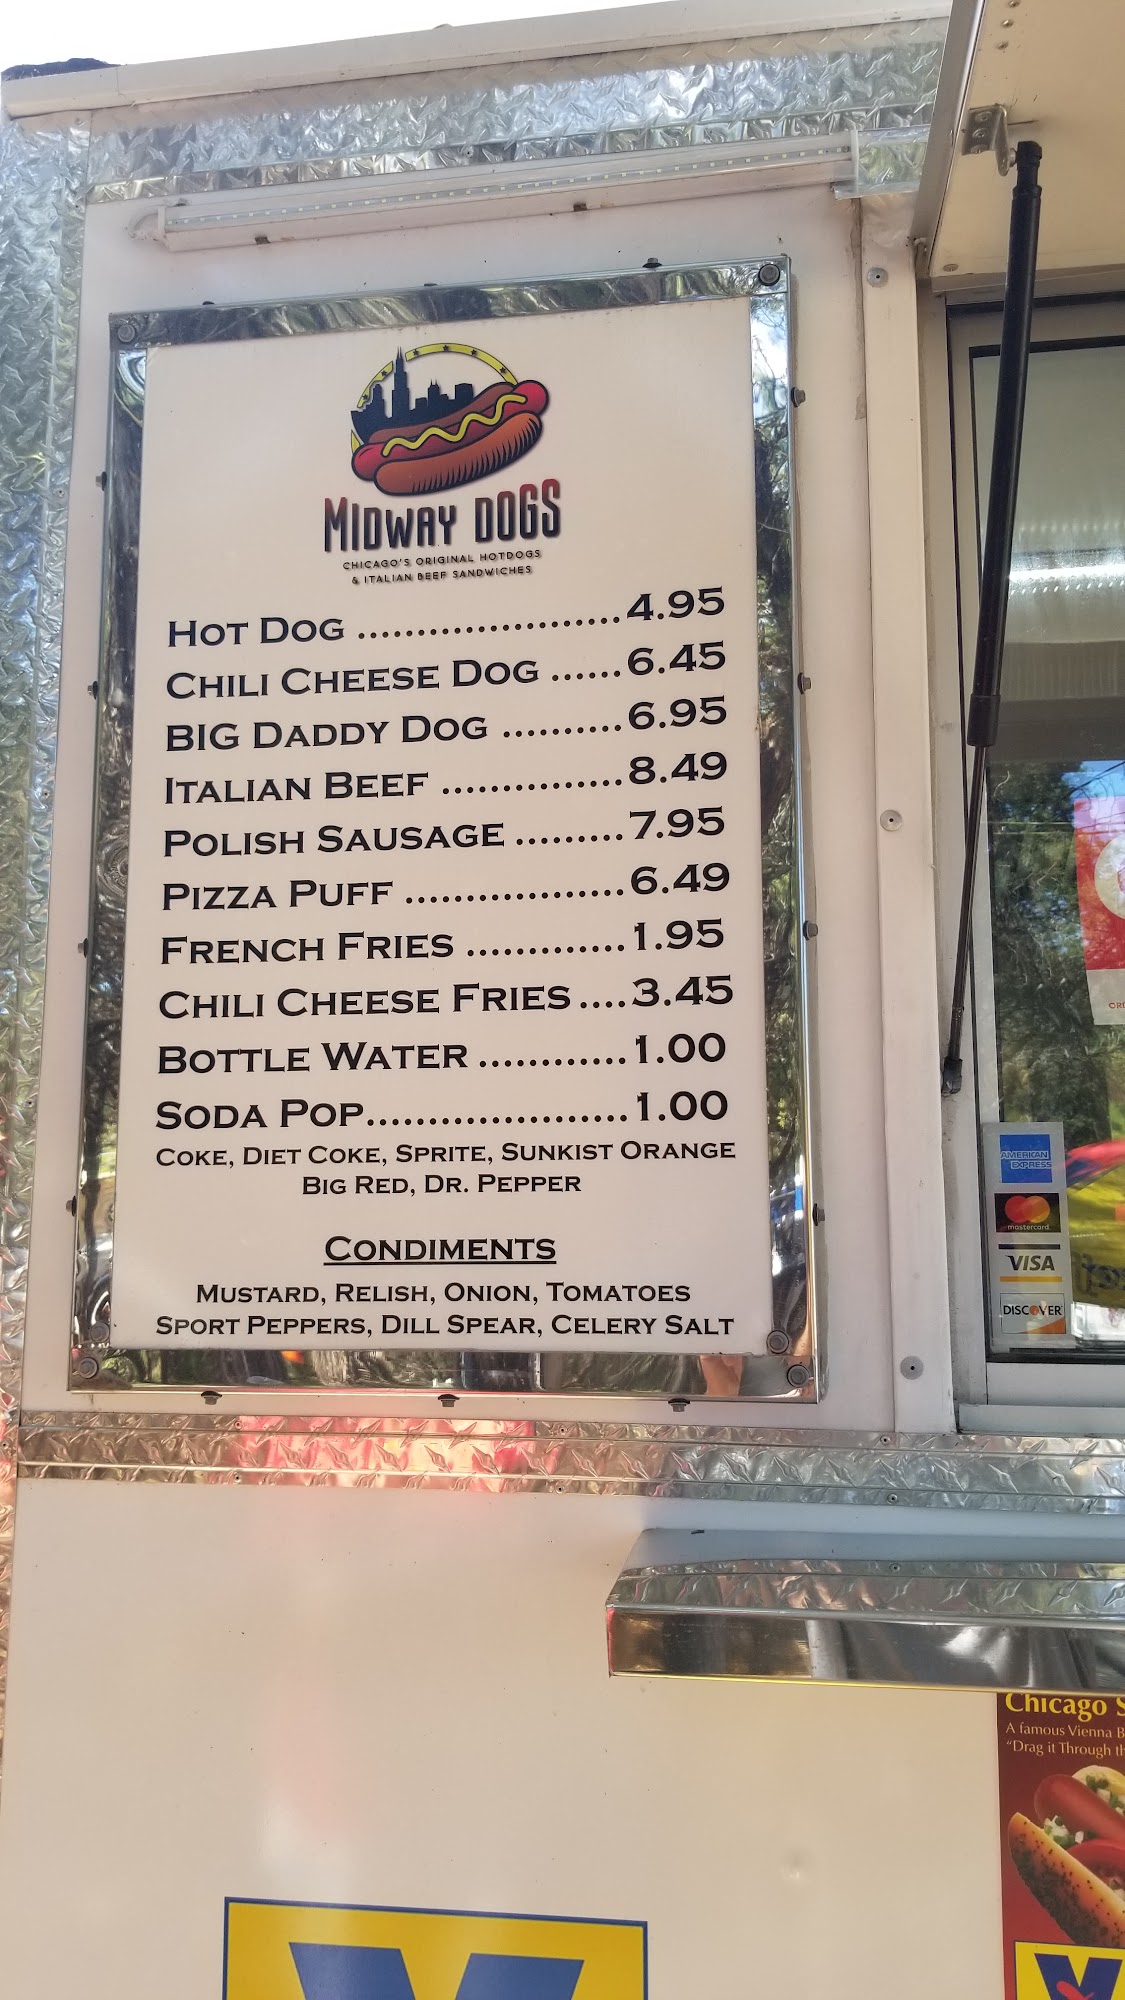 MIDWAY DOGS
CHICAGO'S ORIGINAL HOTDOGS
& ITALIAN BEEF SANDWICHES
HOT DOG ......................4.95
CHILI CHEESE DOG ......6.45
BIG DADDY DOG ..........6.95
ITALIAN BEEF ...............8.49
POLISH SAUSAGE .........7.95
PIZZA PUFF ..................6.49
FRENCH FRIES .............1.95
CHILI CHEESE FRIES ....3.45
BOTTLE WATER ............1.00
SODA POP......................1.00
COKE, DIET COKE, SPRITE, SUNKIST ORANGE
BIG RED, DR. PEPPER
CONDIMENTS
MUSTARD, RELISH, ONION, TOMATOES
SPORT PEPPERS, DILL SPEAR, CELERY SALT
AMERICAN
EXPRESS
mastercard
VISA
DISCOVER
Chicago
A famous Vienna
"Drag it Through
V
V